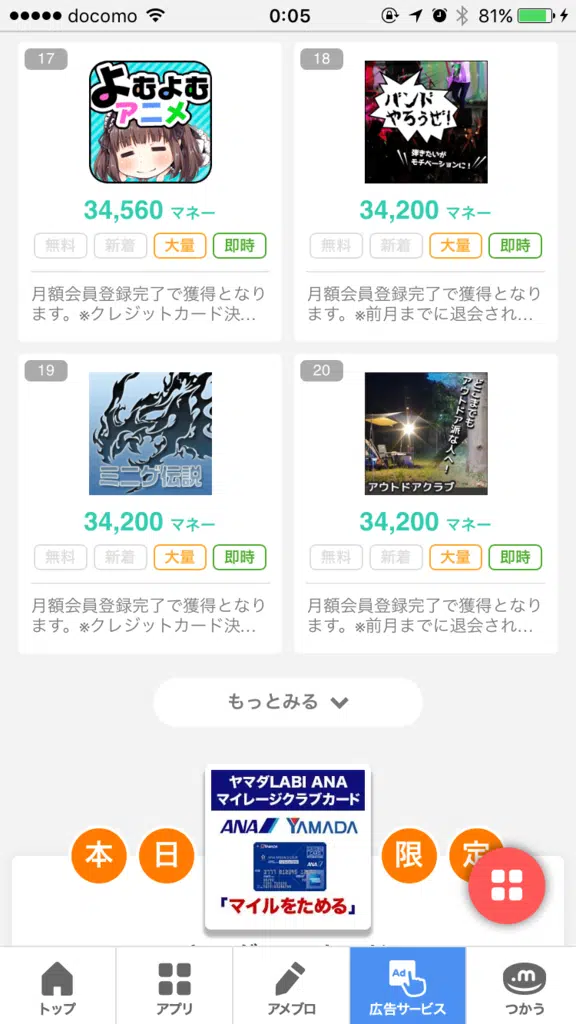 docomo
0:05
81%
17
よむよむ
アニメ
34,560 マネー
無料
新着
大量
即時
月額会員登録完了で獲得となり
ます。※クレジットカード決…
18
バンド
やろうぜ!
弾きたいが
モチベーションに!
34,200 マネー
無料
新着
大量
即時
月額会員登録完了で獲得となり
ます。※前月までに退会され…
19
ミニゲ伝説
34,200 マネー
無料
新着
大量
即時
月額会員登録完了で獲得となり
ます。※クレジットカード決…
20
どこまでも
アウトドア派な人へ!
アウトドアクラブ
34,200 マネー
無料
新着
大量
即時
月額会員登録完了で獲得となり
ます。※前月までに退会され…
もっとみる
本日
ヤマダLABI ANA
マイレージクラブカード
ANA YAMADA
「マイルをためる」
限定
トップ
アプリ
アメブロ
Ad
広告サービス
.m
つかう